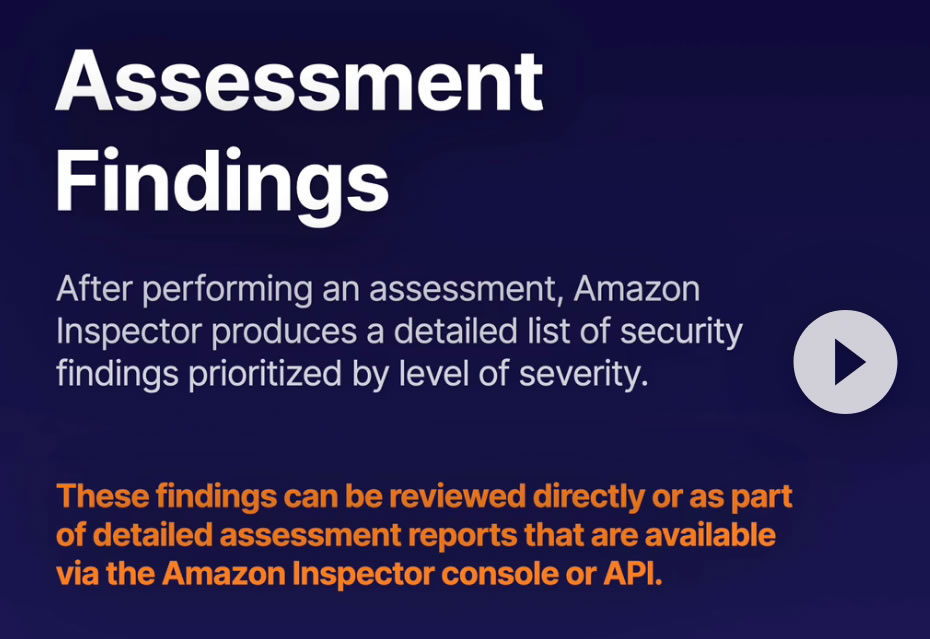 Assessment
Findings
After performing an assessment, Amazon
Inspector produces a detailed list of security
findings prioritized by level of severity.
These findings can be reviewed directly or as part
of detailed assessment reports that are available
via the Amazon Inspector console or API.